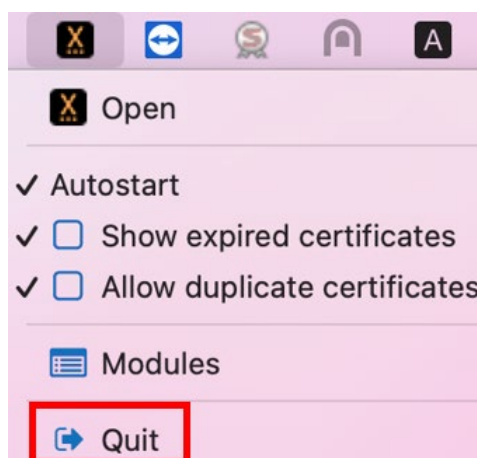 X
S
A
X Open
Autostart
Show expired certificates
Allow duplicate certificates
Modules
Quit